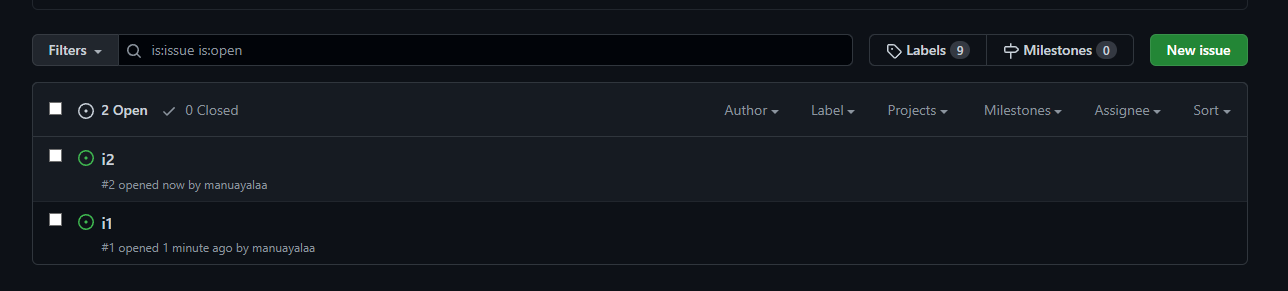 Filters is:issue is:open Labels 9 Milestones 0 New issue
2 Open 0 Closed Author Label Projects Milestones Assignee Sort
i2
#2 opened now by manuayalaa
i1
#1 opened 1 minute ago by manuayalaa